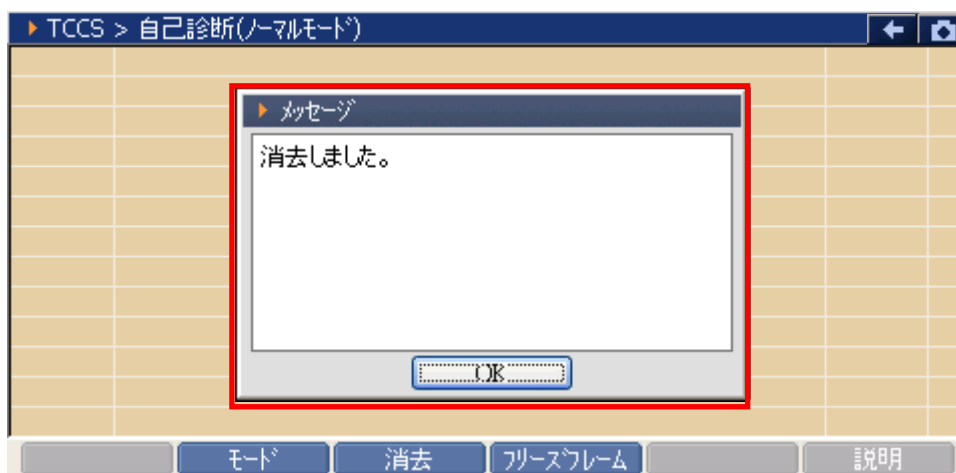 TCCS > 自己診断(ノーマルモード)
メッセージ
消去しました。
OK
モード 消去 フリーズフレーム 説明